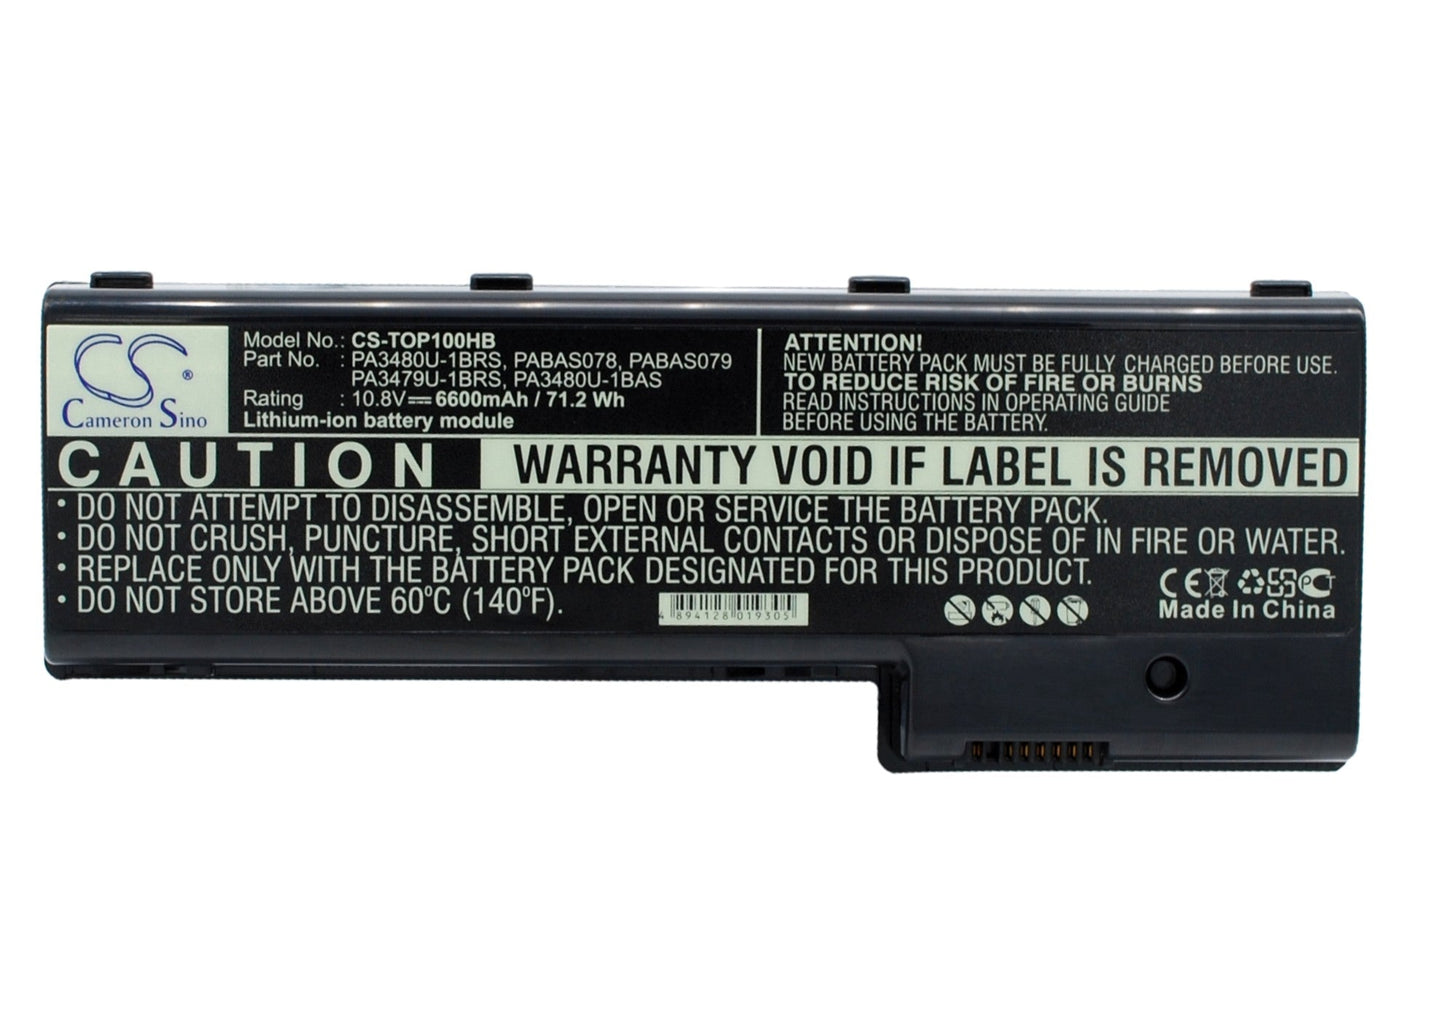 CS
®
Cameron Sino
Model No.: CS-TOP100HB
Part No. : PA3480U-1BRS, PABAS078, PABAS079
PA3479U-1BRS, PA3480U-1BAS
Rating : 10.8V⎓ 6600mAh / 71.2 Wh
Lithium-ion battery module
ATTENTION!
NEW BATTERY PACK MUST BE FULLY CHARGED BEFORE USE.
TO REDUCE RISK OF FIRE OR BURNS
READ INSTRUCTIONS IN OPERATING GUIDE
BEFORE USING THE BATTERY.
CAUTION
WARRANTY VOID IF LABEL IS REMOVED
• DO NOT ATTEMPT TO DISASSEMBLE, OPEN OR SERVICE THE BATTERY PACK.
• DO NOT CRUSH, PUNCTURE, SHORT EXTERNAL CONTACTS OR DISPOSE OF IN FIRE OR WATER.
• REPLACE ONLY WITH THE BATTERY PACK DESIGNATED FOR THIS PRODUCT.
• DO NOT STORE ABOVE 60°C (140°F).
4 894128 019305
CE
PCT
Made In China